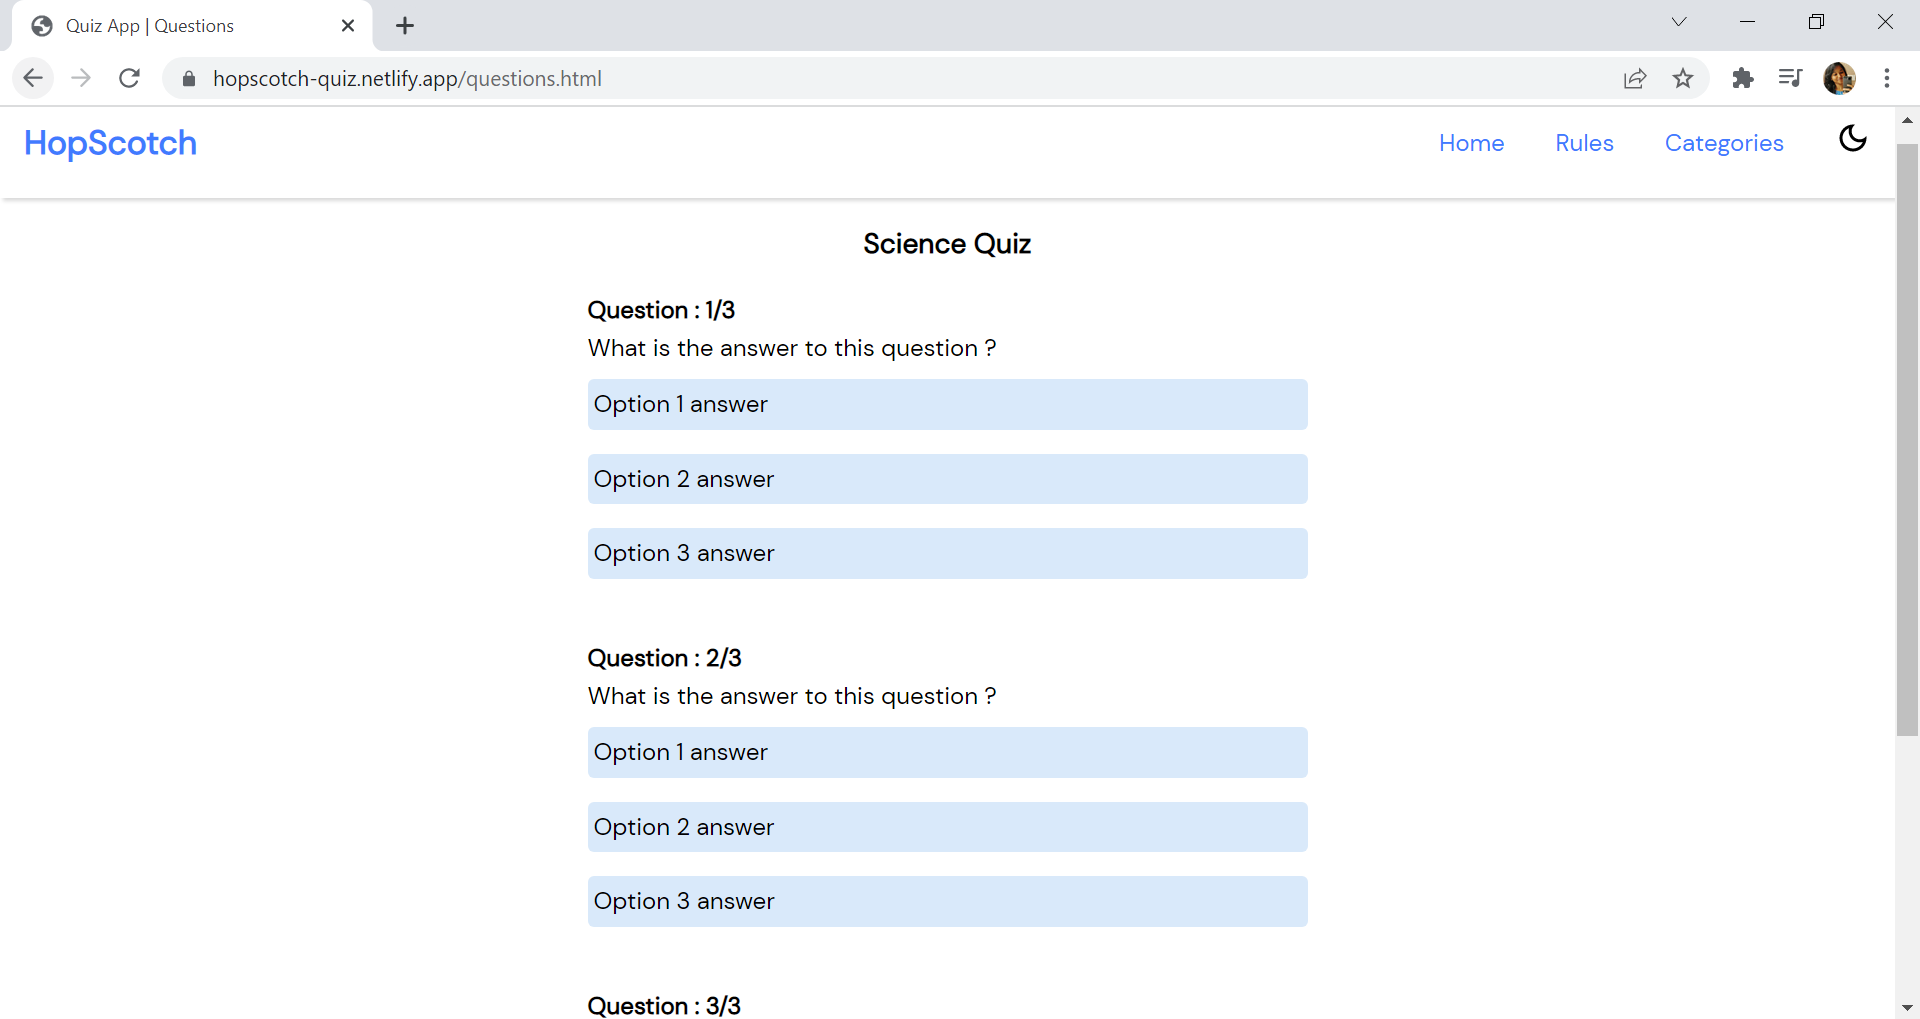 Quiz App | Questions
hopscotch-quiz.netlify.app/questions.html
HopScotch
Home Rules Categories
Science Quiz
Question : 1/3
What is the answer to this question ?
Option 1 answer
Option 2 answer
Option 3 answer
Question : 2/3
What is the answer to this question ?
Option 1 answer
Option 2 answer
Option 3 answer
Question : 3/3